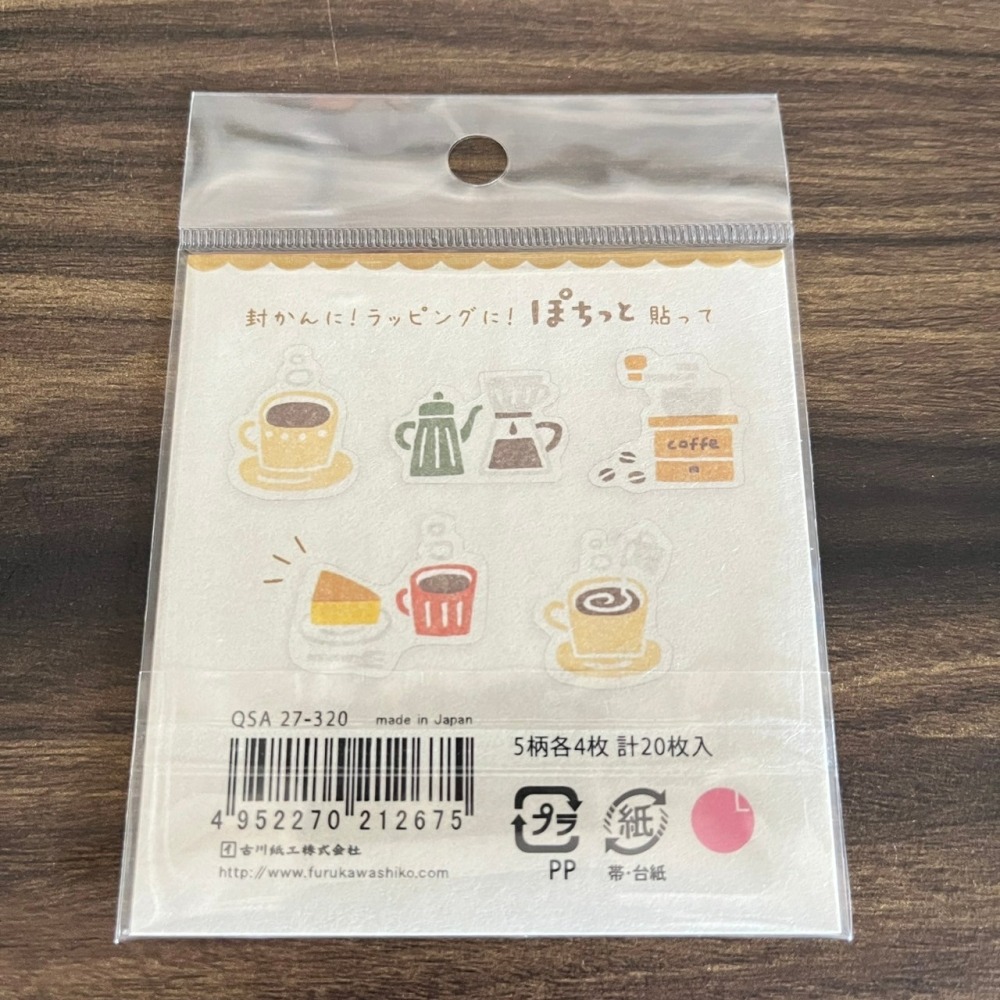 封かんに!ラッピングに! ぽちっと 貼って
coffe
QSA 27-320 made in Japan
5柄各4枚 計20枚入
4 952270 212675
プラ
PP
紙
帯・台紙
古川紙工株式会社
http://www.furukawashiko.com